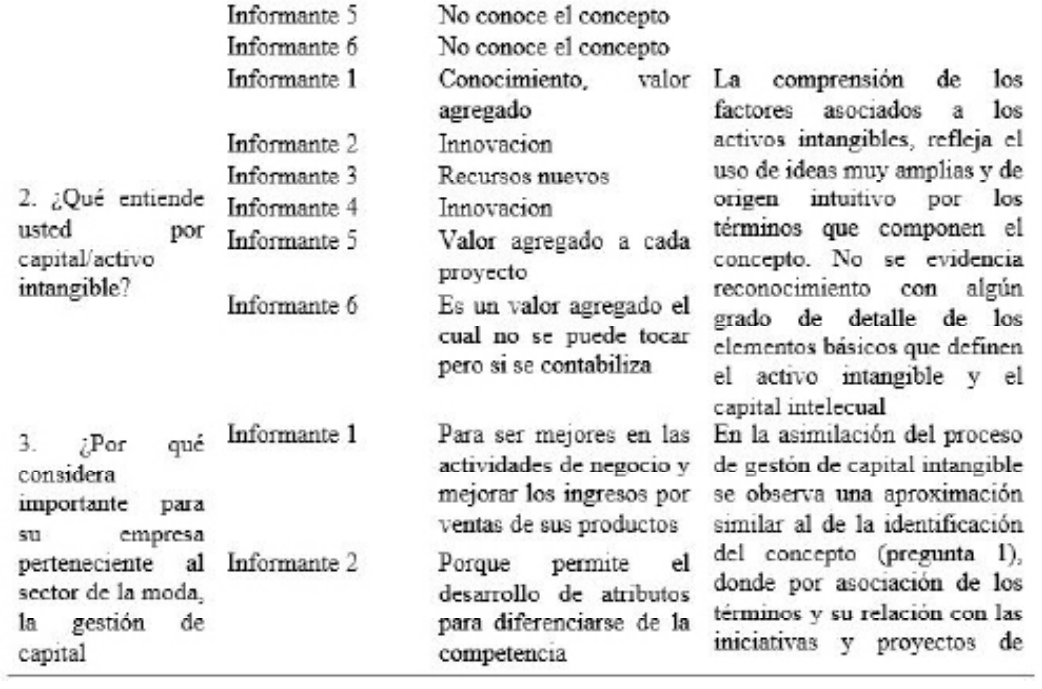 Informante 5 No conoce el concepto
Informante 6 No conoce el concepto
2. ¿Qué entiende
usted por
capital/activo
intangible?
Informante 1 Conocimiento, valor
agregado
Informante 2 Innovacion
Informante 3 Recursos nuevos
Informante 4 Innovacion
Informante 5 Valor agregado a cada
proyecto
Informante 6 Es un valor agregado el
cual no se puede tocar
pero si se contabiliza
La comprensión de los
factores asociados a los
activos intangibles, refleja el
uso de ideas muy amplias y de
origen intuitivo por los
términos que componen el
concepto. No se evidencia
reconocimiento con algún
grado de detalle de los
elementos básicos que definen
el activo intangible y el
capital intelecual
3. ¿Por qué
considera
importante para
su empresa
perteneciente al
sector de la moda,
la gestión de
capital
Informante 1 Para ser mejores en las
actividades de negocio y
mejorar los ingresos por
ventas de sus productos
Informante 2 Porque permite el
desarrollo de atributos
para diferenciarse de la
competencia
En la asimilación del proceso
de gestón de capital intangible
se observa una aproximación
similar al de la identificación
del concepto (pregunta 1),
donde por asociación de los
términos y su relación con las
iniciativas y proyectos de